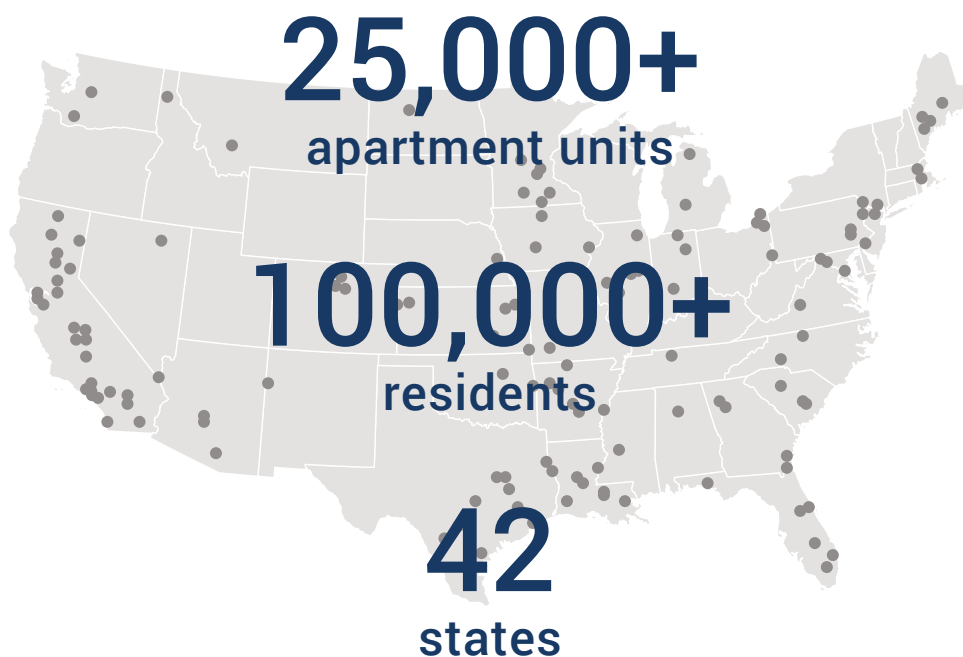 25,000+
apartment units
100,000+
residents
42
states